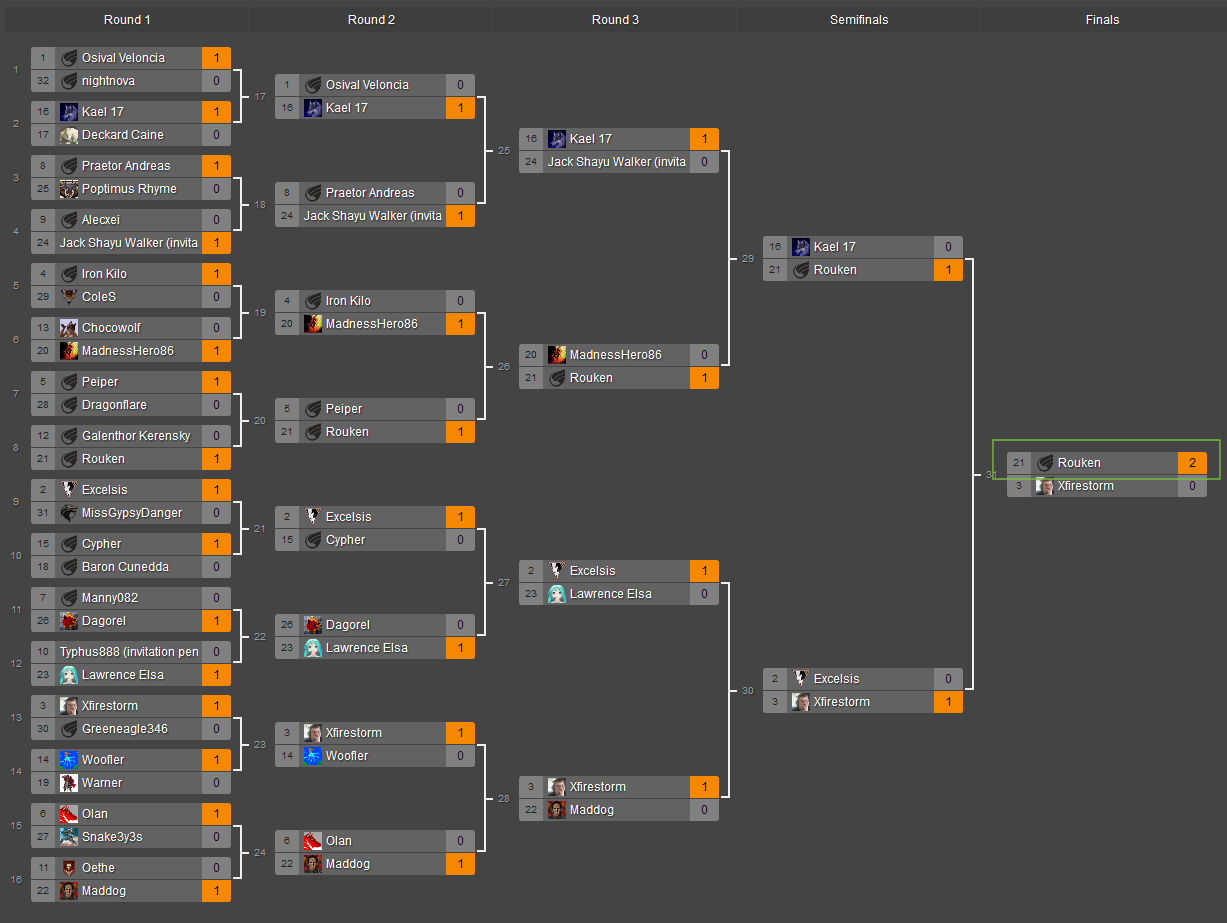 Round 1
Round 2
Round 3
Semifinals
Finals
1
1 Osival Veloncia 1
32 nightnova 0
2
16 Kael 17 1
17 Deckard Caine 0
3
8 Praetor Andreas 1
25 Poptimus Rhyme 0
4
9 Alecxei 0
24 Jack Shayu Walker (invita 1
5
4 Iron Kilo 1
29 ColeS 0
6
13 Chocowolf 0
20 MadnessHero86 1
7
5 Peiper 1
28 Dragonflare 0
8
12 Galenthor Kerensky 0
21 Rouken 1
9
2 Excelsis 1
31 MissGypsyDanger 0
10
15 Cypher 1
18 Baron Cunedda 0
11
7 Manny082 0
26 Dagorel 1
12
10 Typhus888 (invitation pen 0
23 Lawrence Elsa 1
13
3 Xfirestorm 1
30 Greeneagle346 0
14
14 Woofler 1
19 Warner 0
15
6 Olan 1
27 Snake3y3s 0
16
11 Oethe 0
22 Maddog 1
17
1 Osival Veloncia 0
16 Kael 17 1
18
8 Praetor Andreas 0
24 Jack Shayu Walker (invita 1
19
4 Iron Kilo 0
20 MadnessHero86 1
20
5 Peiper 0
21 Rouken 1
21
2 Excelsis 1
15 Cypher 0
22
26 Dagorel 0
23 Lawrence Elsa 1
23
3 Xfirestorm 1
14 Woofler 0
24
6 Olan 0
22 Maddog 1
25
16 Kael 17 1
24 Jack Shayu Walker (invita 0
26
20 MadnessHero86 0
21 Rouken 1
27
2 Excelsis 1
23 Lawrence Elsa 0
28
3 Xfirestorm 1
22 Maddog 0
29
16 Kael 17 0
21 Rouken 1
30
2 Excelsis 0
3 Xfirestorm 1
31
21 Rouken 2
3 Xfirestorm 0